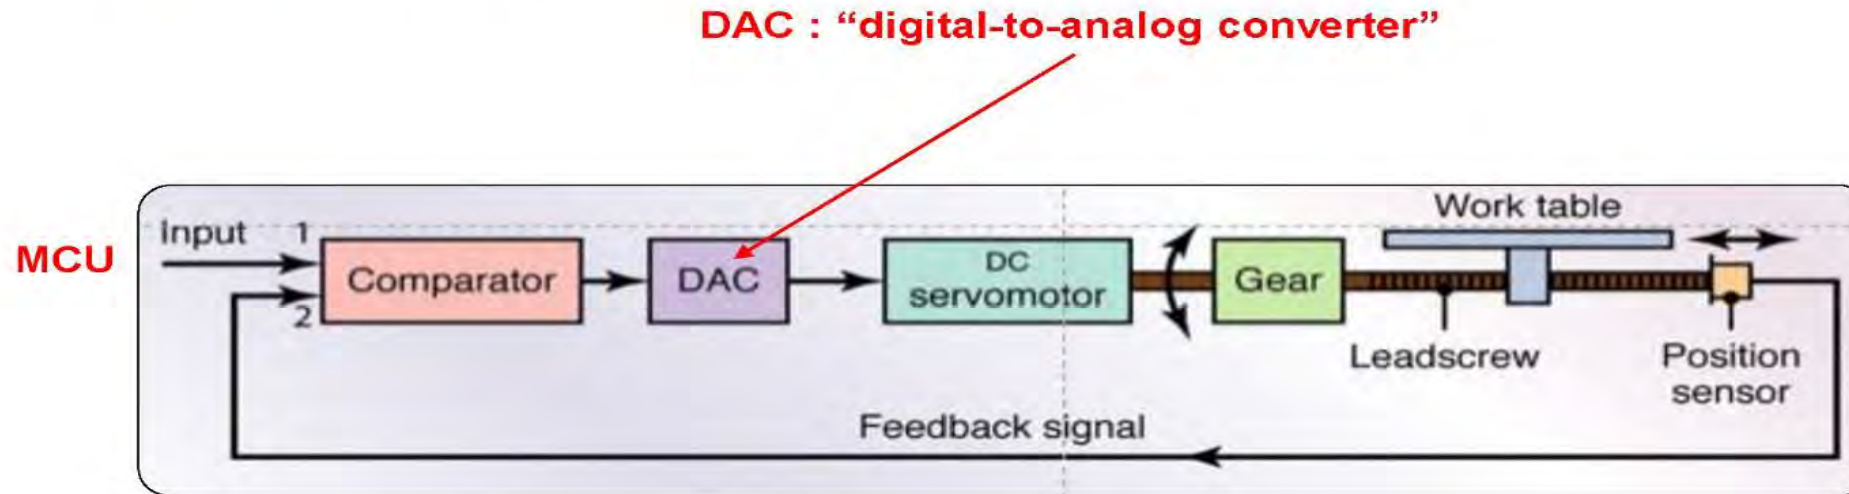 DAC : “digital-to-analog converter”
MCU
Input 1
2
Comparator
DAC
DC
servomotor
Gear
Work table
Leadscrew
Position
sensor
Feedback signal